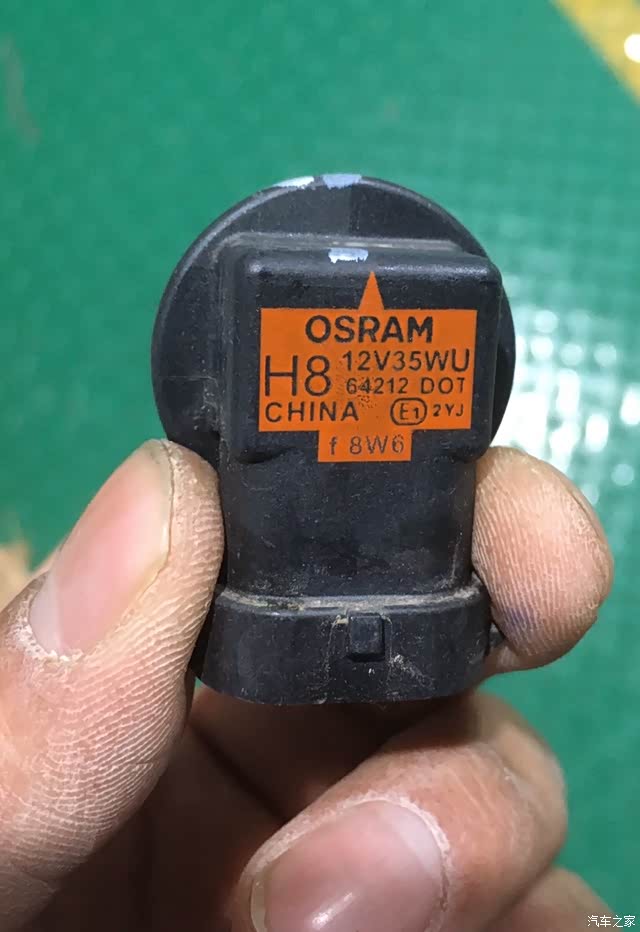 OSRAM
H8 12V35WU
64212 DOT
CHINA E1 2YJ
f 8W6
汽车之家